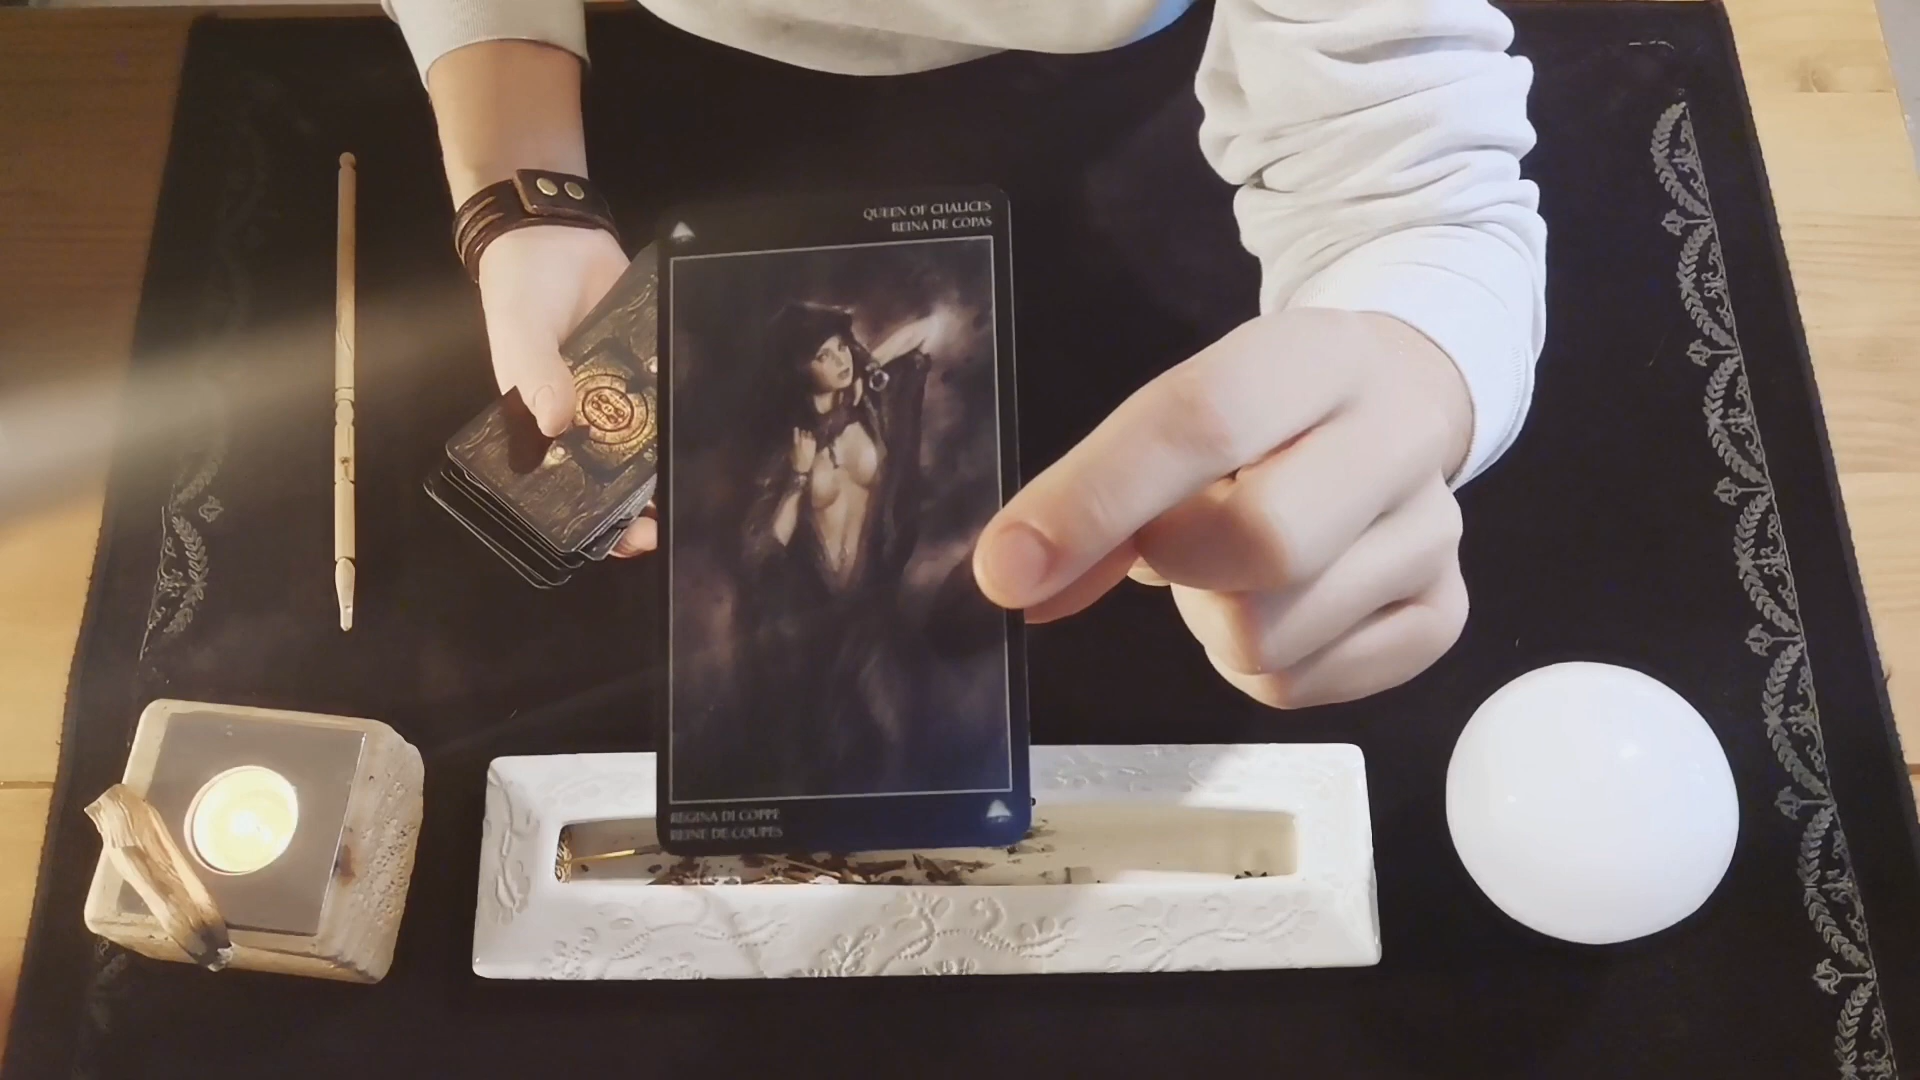 QUEEN OF CHALICES
REINA DE COPAS
REGINA DI COPPE
REINE DE COUPES